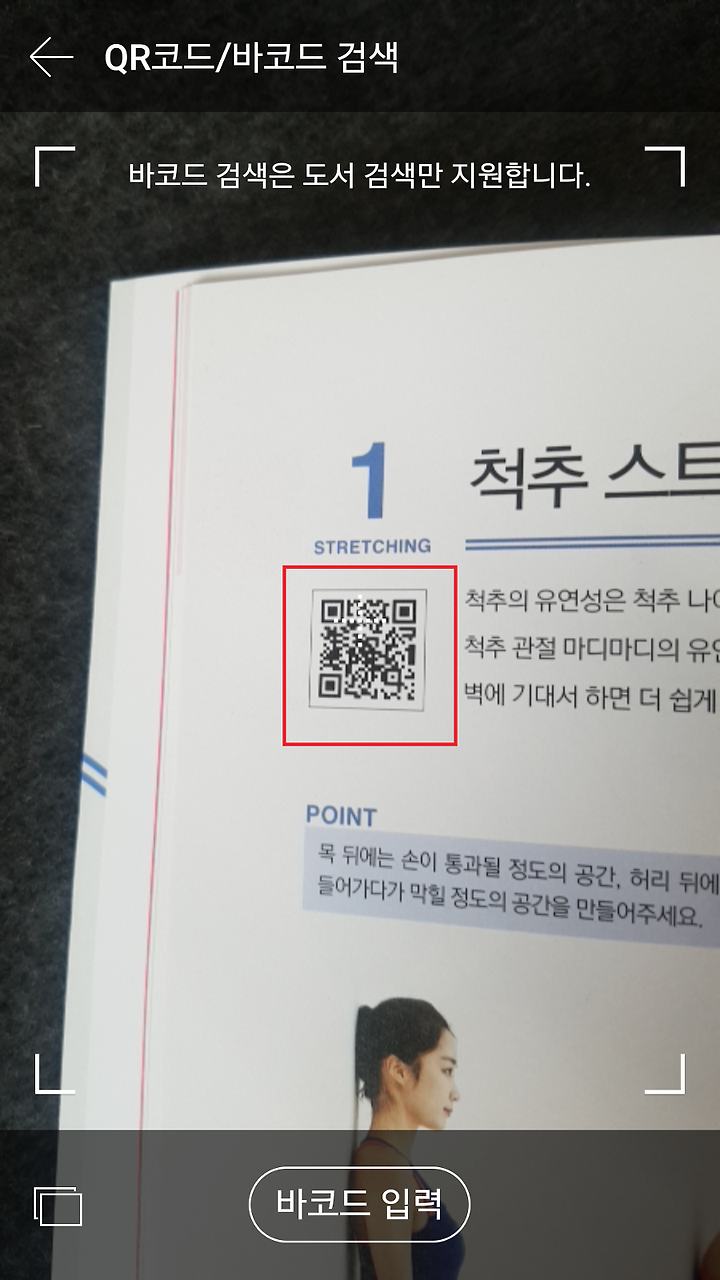 QR코드/바코드 검색
바코드 검색은 도서 검색만 지원합니다.
1
척추 스트
STRETCHING
척추의 유연성은 척추 나
척추 관절 마디마디의 유연
벽에 기대서 하면 더 쉽게
POINT
목 뒤에는 손이 통과될 정도의 공간, 허리 뒤에
들어가다가 막힐 정도의 공간을 만들어주세요.
바코드 입력